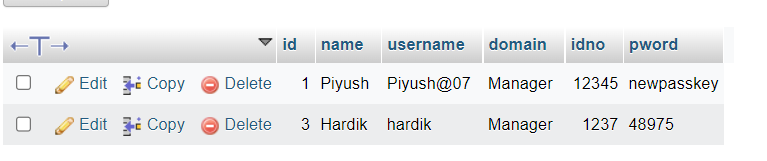 ←T→ id name username domain idno pword
Edit Copy Delete 1 Piyush Piyush@07 Manager 12345 newpasskey
Edit Copy Delete 3 Hardik hardik Manager 1237 48975